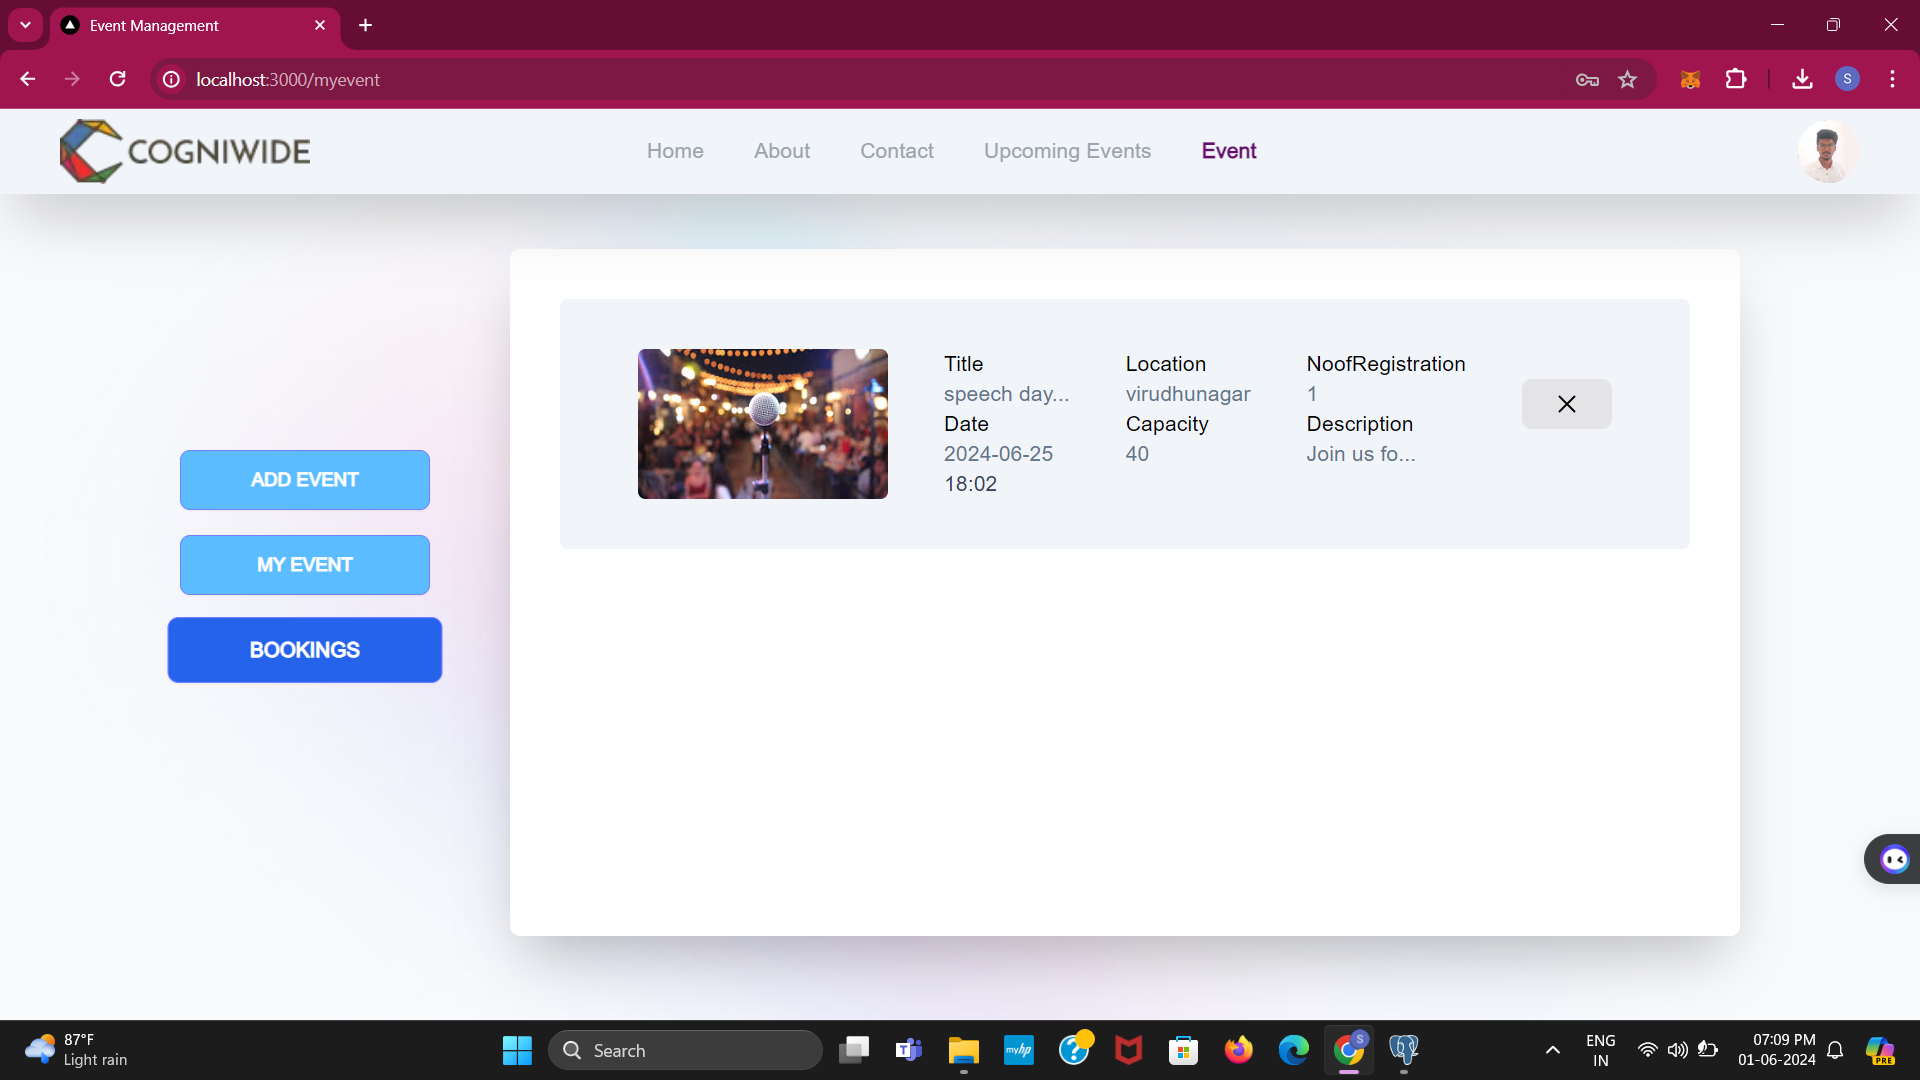 Event Management
localhost:3000/myevent
S
COGNIWIDE
Home
About
Contact
Upcoming Events
Event
ADD EVENT
MY EVENT
BOOKINGS
Title
speech day...
Date
2024-06-25
18:02
Location
virudhunagar
Capacity
40
NoofRegistration
1
Description
Join us fo...
87°F
Light rain
Search
T
myhp
?
S
ENG
IN
07:09 PM
01-06-2024
PRE